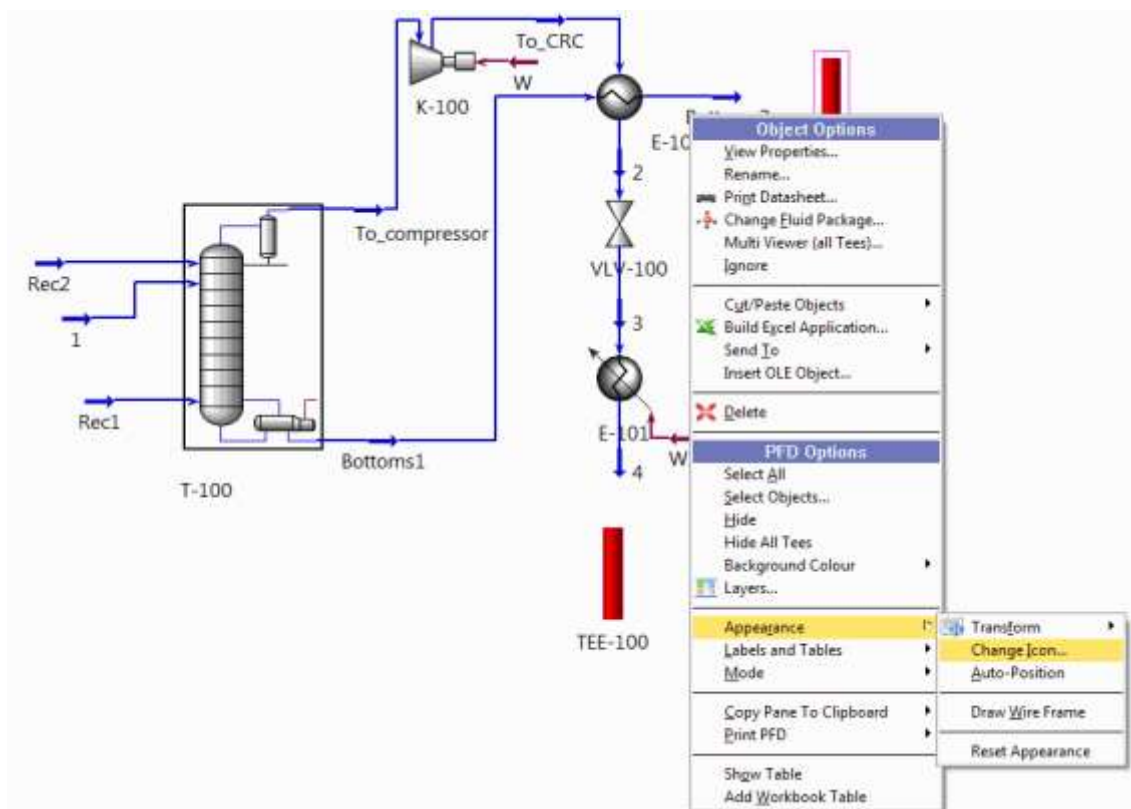 To_CRC
W
K-100
E-10
2
To_compressor
VLV-100
Rec2
1
3
Rec1
E-101
W
Bottoms1
4
T-100
TEE-100
Object Options
View Properties...
Rename...
Print Datasheet...
Change Fluid Package...
Multi Viewer (all Tees)...
Ignore
Cut/Paste Objects
Build Excel Application...
Send To
Insert OLE Object...
Delete
PFD Options
Select All
Select Objects...
Hide
Hide All Tees
Background Colour
Layers...
Appearance
Labels and Tables
Mode
Copy Pane To Clipboard
Print PFD
Show Table
Add Workbook Table
Transform
Change Icon...
Auto-Position
Draw Wire Frame
Reset Appearance